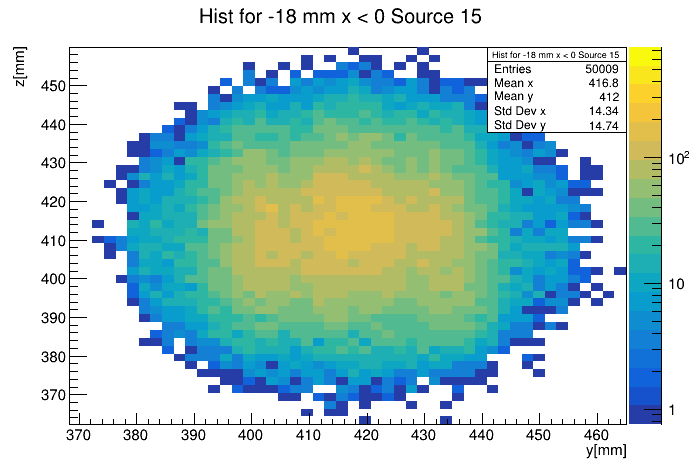 Hist for -18 mm x < 0 Source 15
z[mm]
Hist for -18 mm x < 0 Source 15
Entries 50009
Mean x 416.8
Mean y 412
Std Dev x 14.34
Std Dev y 14.74
450
440
430
420
410
400
390
380
370
10²
10
1
370 380 390 400 410 420 430 440 450 460
y[mm]